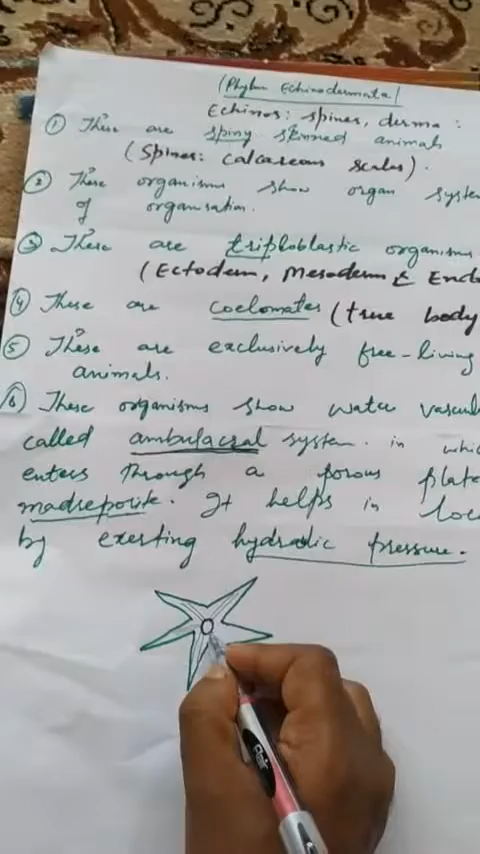 (Phylum Echinodermata)
Echinos: spines, derma:
① These are spiny skinned animals
(Spines: calcareous scales).
② These organisms show organ syste
of organisation.
③ These are triploblastic organisms
(Ectoderm, Mesoderm & Endo
④ These are coelomates (true body
⑤ These are exclusively free-living
animals.
⑥ These organisms show water vascul
called ambulacral system. in whic
enters through a porous plate
madreporite. It helps in loc
by exerting hydraulic pressure.
Flair